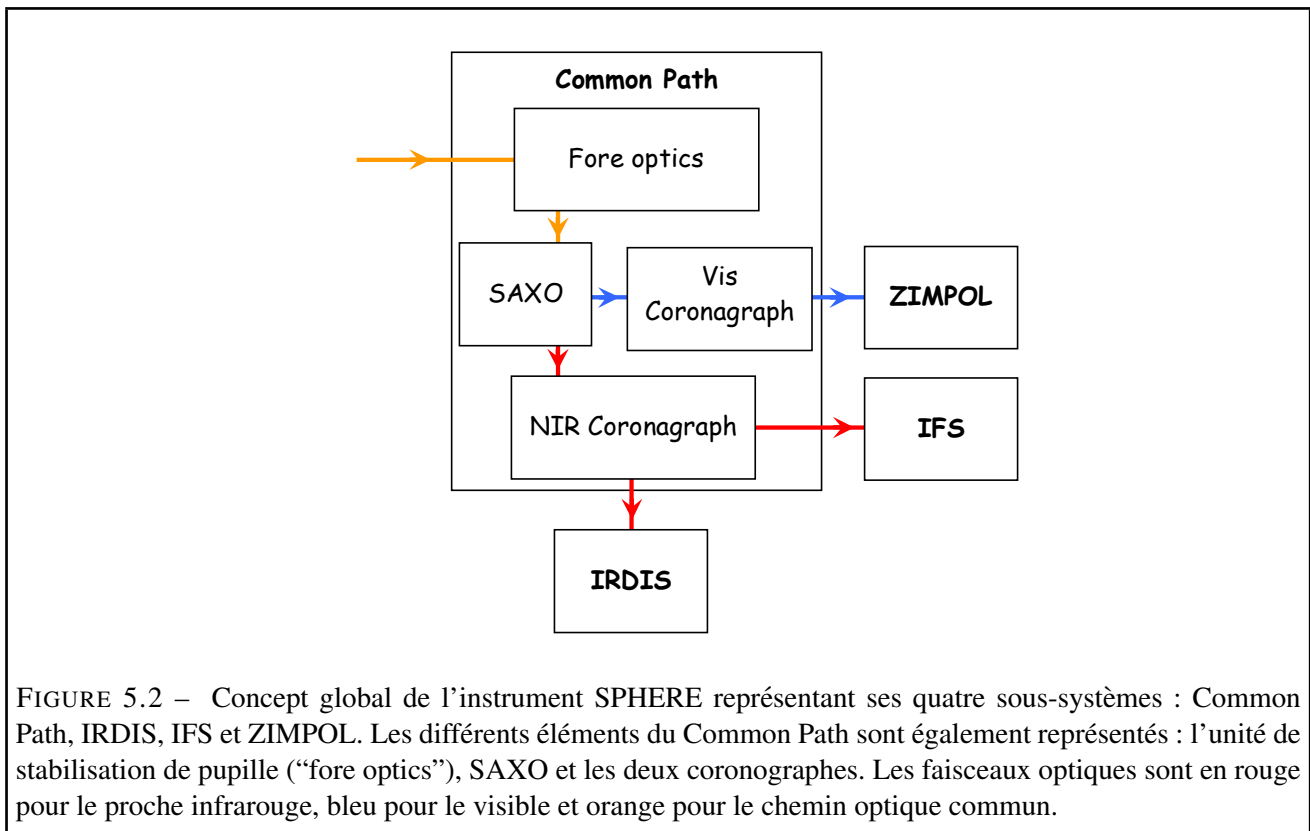 Common Path
Fore optics
SAXO
Vis
Coronagraph
ZIMPOL
NIR Coronagraph
IFS
IRDIS
FIGURE 5.2 – Concept global de l'instrument SPHERE représentant ses quatre sous-systèmes : Common
Path, IRDIS, IFS et ZIMPOL. Les différents éléments du Common Path sont également représentés : l'unité de
stabilisation de pupille (“fore optics”), SAXO et les deux coronographes. Les faisceaux optiques sont en rouge
pour le proche infrarouge, bleu pour le visible et orange pour le chemin optique commun.